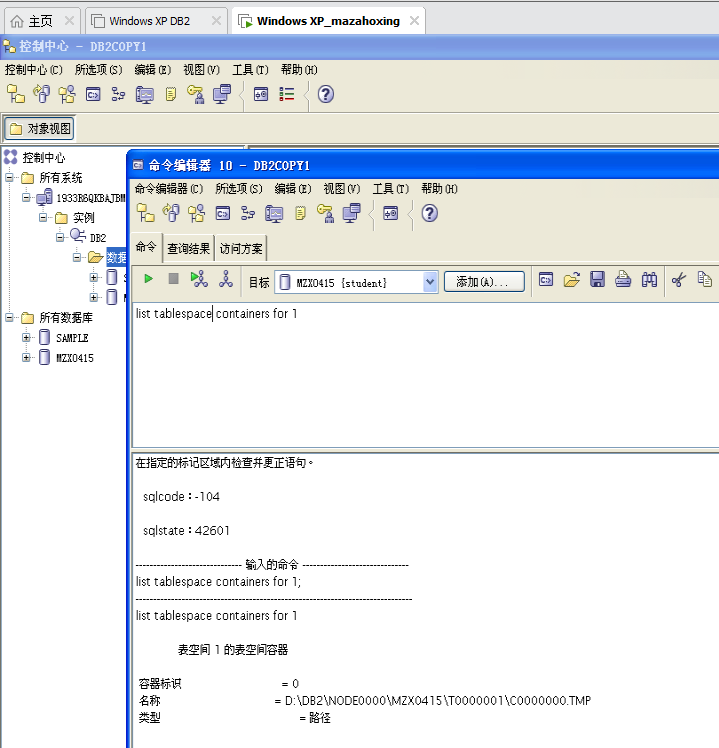 主页
Windows XP DB2
Windows XP_mazahoxing
控制中心 - DB2COPY1
控制中心(C) 所选项(S) 编辑(E) 视图(V) 工具(T) 帮助(H)
对象视图
控制中心
所有系统
实例
DB2
数据
所有数据库
SAMPLE
MZX0415
命令编辑器 10 - DB2COPY1
命令编辑器(C) 所选项(S) 编辑(E) 视图(V) 工具(T) 帮助(H)
命令 查询结果 访问方案
目标 MZX0415 {student} 添加(A)...
list tablespace containers for 1
在指定的标记区域内检查并更正语句。
sqlcode：-104
sqlstate：42601
------------------------------ 输入的命令 ------------------------------
list tablespace containers for 1;
------------------------------------------------------------------------------
list tablespace containers for 1
表空间 1 的表空间容器
容器标识 = 0
名称 = D:\DB2\NODE0000\MZX0415\T0000001\C0000000.TMP
类型 = 路径